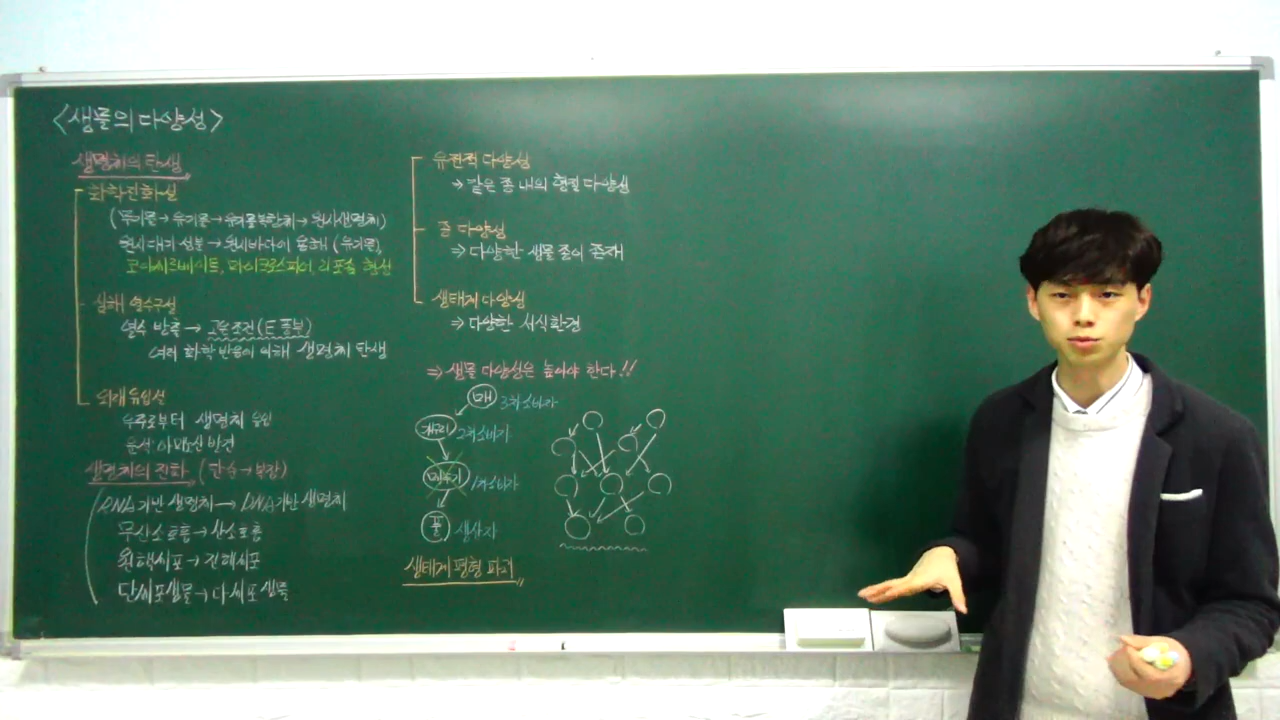 <생물의 다양성>
생명체의 탄생
화학진화설
(무기물→유기물→유기물복합체→원시생명체)
원시대기 성분→원시바다에 용해 (유기물),
코아세르베이트, 마이크로스피어, 리포솜 형성
심해 열수구설
열수 반출 → 고온조건(E 풍부)
여러 화학반응에 의해 생명체 탄생
외계유입설
우주로부터 생명체 유입
운석 아미노산 발견
생명체의 진화 (단순→복잡)
RNA기반 생명체 → DNA기반 생명체
무산소호흡→산소호흡
원핵세포→진핵세포
단세포생물→다세포 생물
유전적 다양성
→ 같은 종 내의 형질 다양성
종 다양성
⇒ 다양한 생물 종이 존재
생태계 다양성
⇒ 다양한 서식환경
⇒ 생물 다양성은 높아야 한다!!
매 3차소비자
개구리 2차소비자
메뚜기 1차소비자
풀 생산자
생태계 평형 파괴